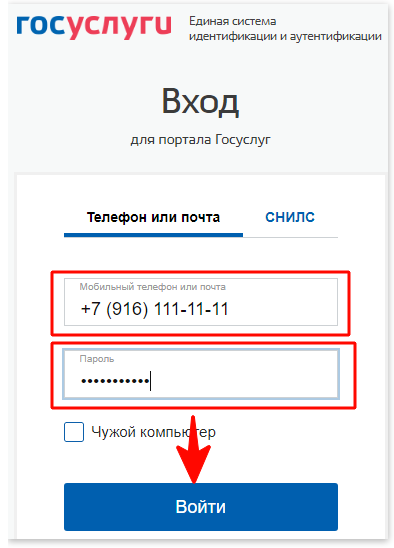 госуслуги
Единая система
идентификации и аутентификации
Вход
для портала Госуслуг
Телефон или почта СНИЛС
Мобильный телефон или почта
+7 (916) 111-11-11
Пароль
•••••••••••
Чужой компьютер
Войти